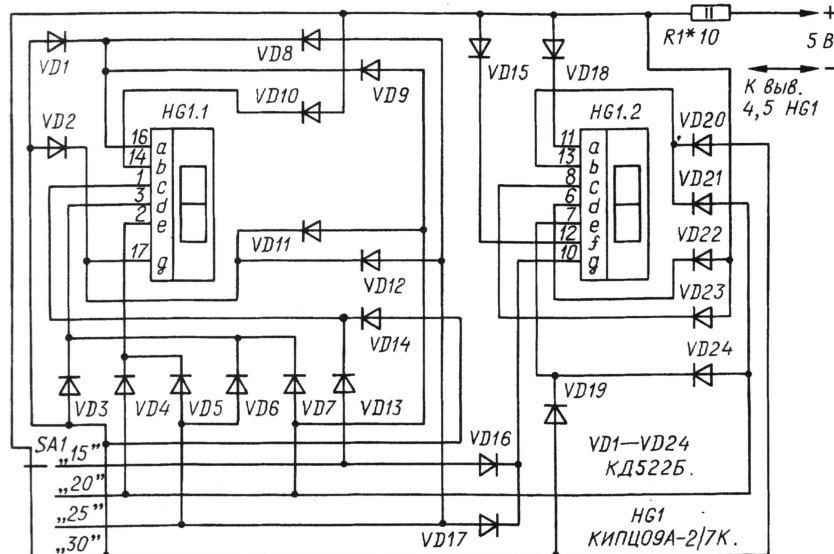 VD1
VD8
VD15
VD18
R1*10
+
5 В
−
К выв.
4,5 HG1
VD2
VD10
VD9
HG1.1
HG1.2
VD20
16 a
14 b
1 c
3 d
2 e
17 g
11 a
13 b
8 c
6 d
7 e
12 f
10 g
VD21
VD11
VD22
VD12
VD23
VD14
VD24
VD3
VD4
VD5
VD6
VD7
VD13
VD19
SA1
„15”
VD16
„20”
„25”
VD17
„30”
VD1—VD24
КД522Б.
HG1
КИПЦ09А-2/7К.